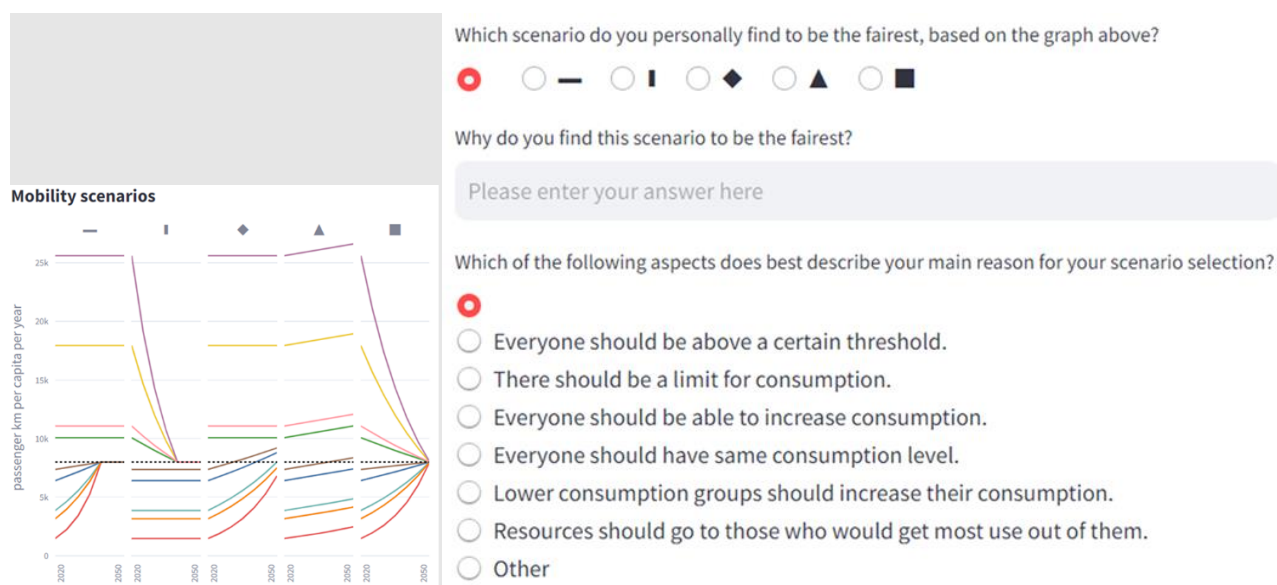 Mobility scenarios
passenger km per capita per year
25k
20k
15k
10k
5k
0
2020 2050 2020 2050 2020 2050 2020 2050 2020 2050
Which scenario do you personally find to be the fairest, based on the graph above?
Why do you find this scenario to be the fairest?
Please enter your answer here
Which of the following aspects does best describe your main reason for your scenario selection?
Everyone should be above a certain threshold.
There should be a limit for consumption.
Everyone should be able to increase consumption.
Everyone should have same consumption level.
Lower consumption groups should increase their consumption.
Resources should go to those who would get most use out of them.
Other